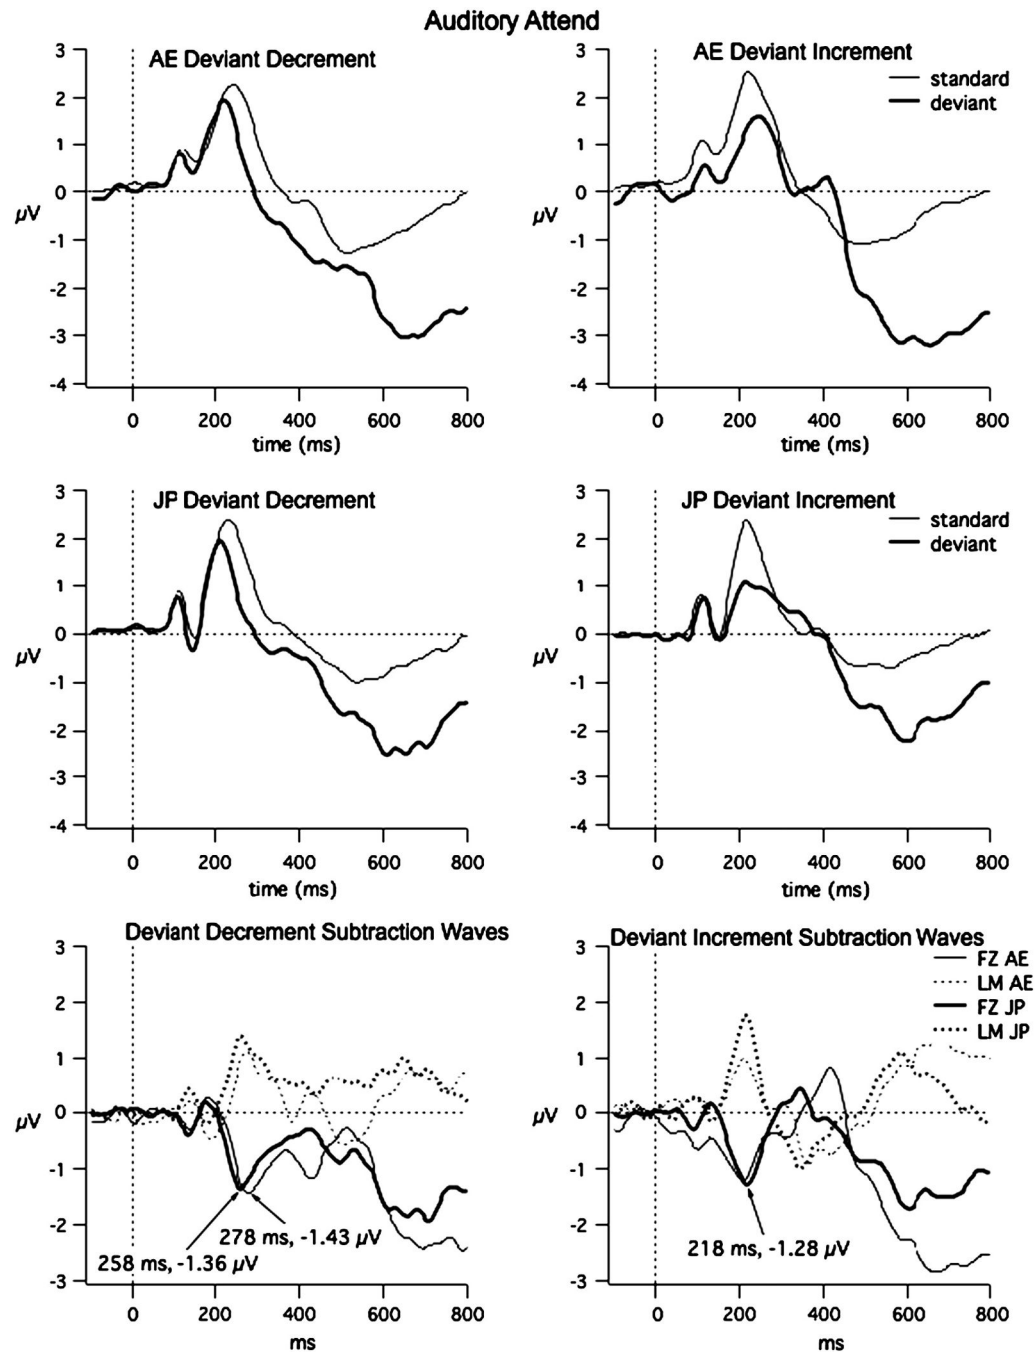 Auditory Attend
AE Deviant Decrement
3
2
1
0
-1
-2
-3
-4
µV
0 200 400 600 800
time (ms)
AE Deviant Increment
standard
deviant
3
2
1
0
-1
-2
-3
-4
µV
0 200 400 600 800
time (ms)
JP Deviant Decrement
3
2
1
0
-1
-2
-3
-4
µV
0 200 400 600 800
time (ms)
JP Deviant Increment
standard
deviant
3
2
1
0
-1
-2
-3
-4
µV
0 200 400 600 800
time (ms)
Deviant Decrement Subtraction Waves
3
2
1
0
-1
-2
-3
µV
278 ms, -1.43 µV
258 ms, -1.36 µV
0 200 400 600 800
ms
Deviant Increment Subtraction Waves
FZ AE
LM AE
FZ JP
LM JP
3
2
1
0
-1
-2
-3
µV
218 ms, -1.28 µV
0 200 400 600 800
ms